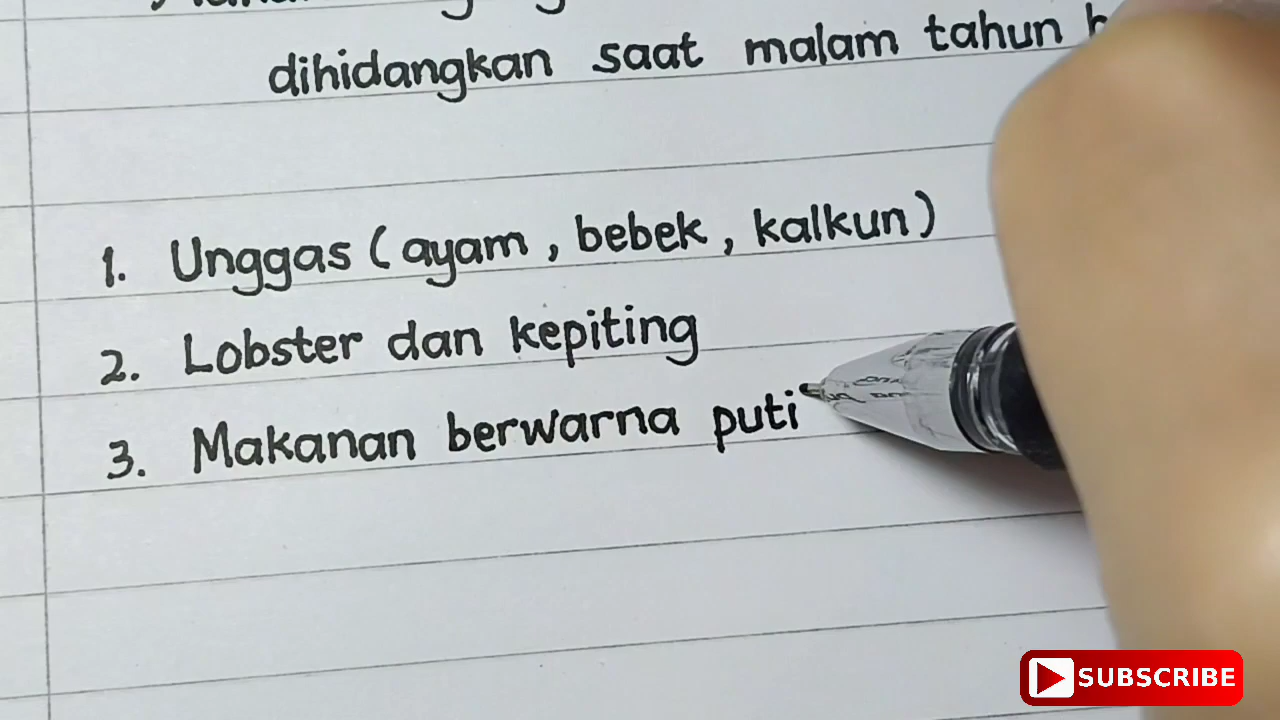 dihidangkan saat malam tahun
1. Unggas (ayam, bebek, kalkun)
2. Lobster dan kepiting
3. Makanan berwarna puti
SUBSCRIBE